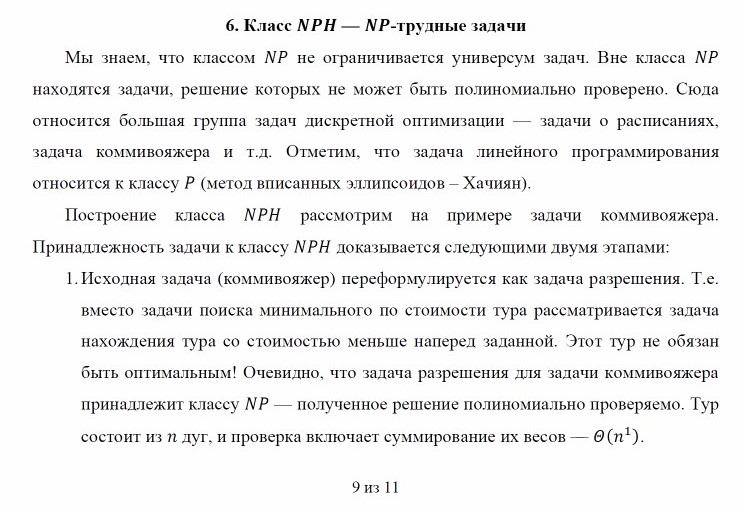 6. Класс NPH — NP-трудные задачи
Мы знаем, что классом NP не ограничивается универсум задач. Вне класса NP
находятся задачи, решение которых не может быть полиномиально проверено. Сюда
относится большая группа задач дискретной оптимизации — задачи о расписаниях,
задача коммивояжера и т.д. Отметим, что задача линейного программирования
относится к классу P (метод вписанных эллипсоидов – Хачиян).
Построение класса NPH рассмотрим на примере задачи коммивояжера.
Принадлежность задачи к классу NPH доказывается следующими двумя этапами:
1. Исходная задача (коммивояжер) переформулируется как задача разрешения. Т.е.
вместо задачи поиска минимального по стоимости тура рассматривается задача
нахождения тура со стоимостью меньше наперед заданной. Этот тур не обязан
быть оптимальным! Очевидно, что задача разрешения для задачи коммивояжера
принадлежит классу NP — полученное решение полиномиально проверяемо. Тур
состоит из n дуг, и проверка включает суммирование их весов — Θ(n¹).
9 из 11